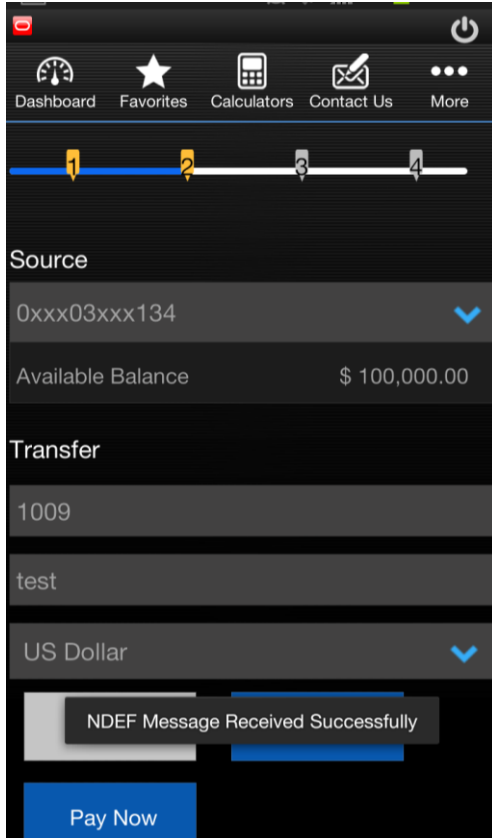 Dashboard Favorites Calculators Contact Us More
1 2 3 4
Source
0xxx03xxx134
Available Balance $ 100,000.00
Transfer
1009
test
US Dollar
NDEF Message Received Successfully
Pay Now